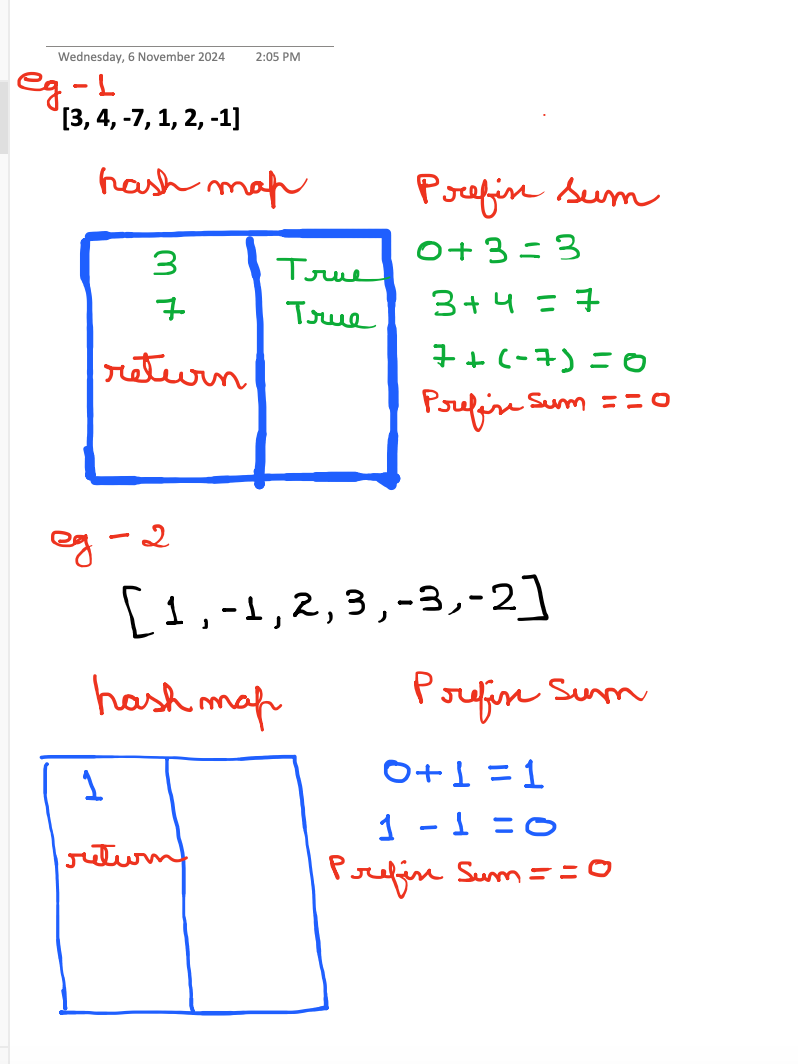 Wednesday, 6 November 2024 2:05 PM
eg - 1
[3, 4, -7, 1, 2, -1]
hash map Prefix sum
3 True 0 + 3 = 3
7 True 3 + 4 = 7
7 + (-7) = 0
return
Prefix Sum == 0
eg - 2
[1, -1, 2, 3, -3, -2]
hash map Prefix Sum
1 0 + 1 = 1
1 - 1 = 0
return Prefix Sum == 0